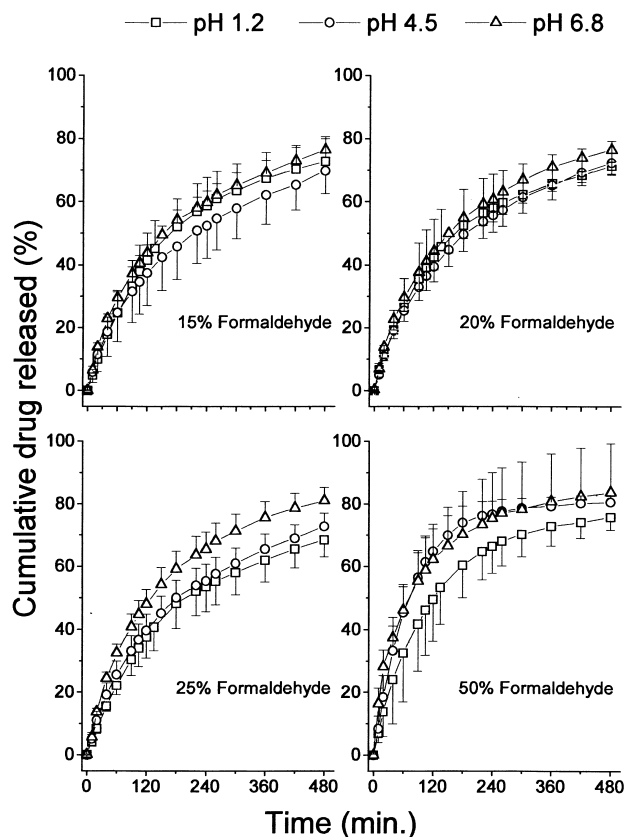 pH 1.2 pH 4.5 pH 6.8
Cumulative drug released (%)
100
80
60
40
20
0
15% Formaldehyde
100
80
60
40
20
0
20% Formaldehyde
100
80
60
40
20
0
25% Formaldehyde
0 120 240 360 480
100
80
60
40
20
0
50% Formaldehyde
0 120 240 360 480
Time (min.)